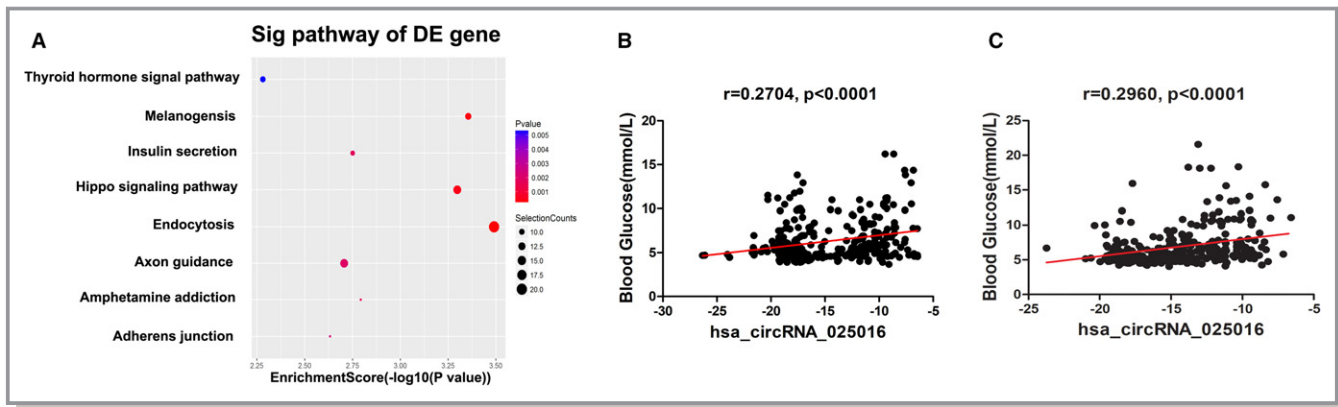 A
Sig pathway of DE gene
Thyroid hormone signal pathway
Melanogensis
Insulin secretion
Hippo signaling pathway
Endocytosis
Axon guidance
Amphetamine addiction
Adherens junction
2.25 2.50 2.75 3.00 3.25 3.50
EnrichmentScore(-log10(P value))
Pvalue
0.005
0.004
0.003
0.002
0.001
SelectionCounts
10.0
12.5
15.0
17.5
20.0
B
r=0.2704, p<0.0001
Blood Glucose(mmol/L)
20
15
10
5
0
-30 -25 -20 -15 -10 -5
hsa_circRNA_025016
C
r=0.2960, p<0.0001
Blood Glucose(mmol/L)
25
20
15
10
5
0
-25 -20 -15 -10 -5
hsa_circRNA_025016